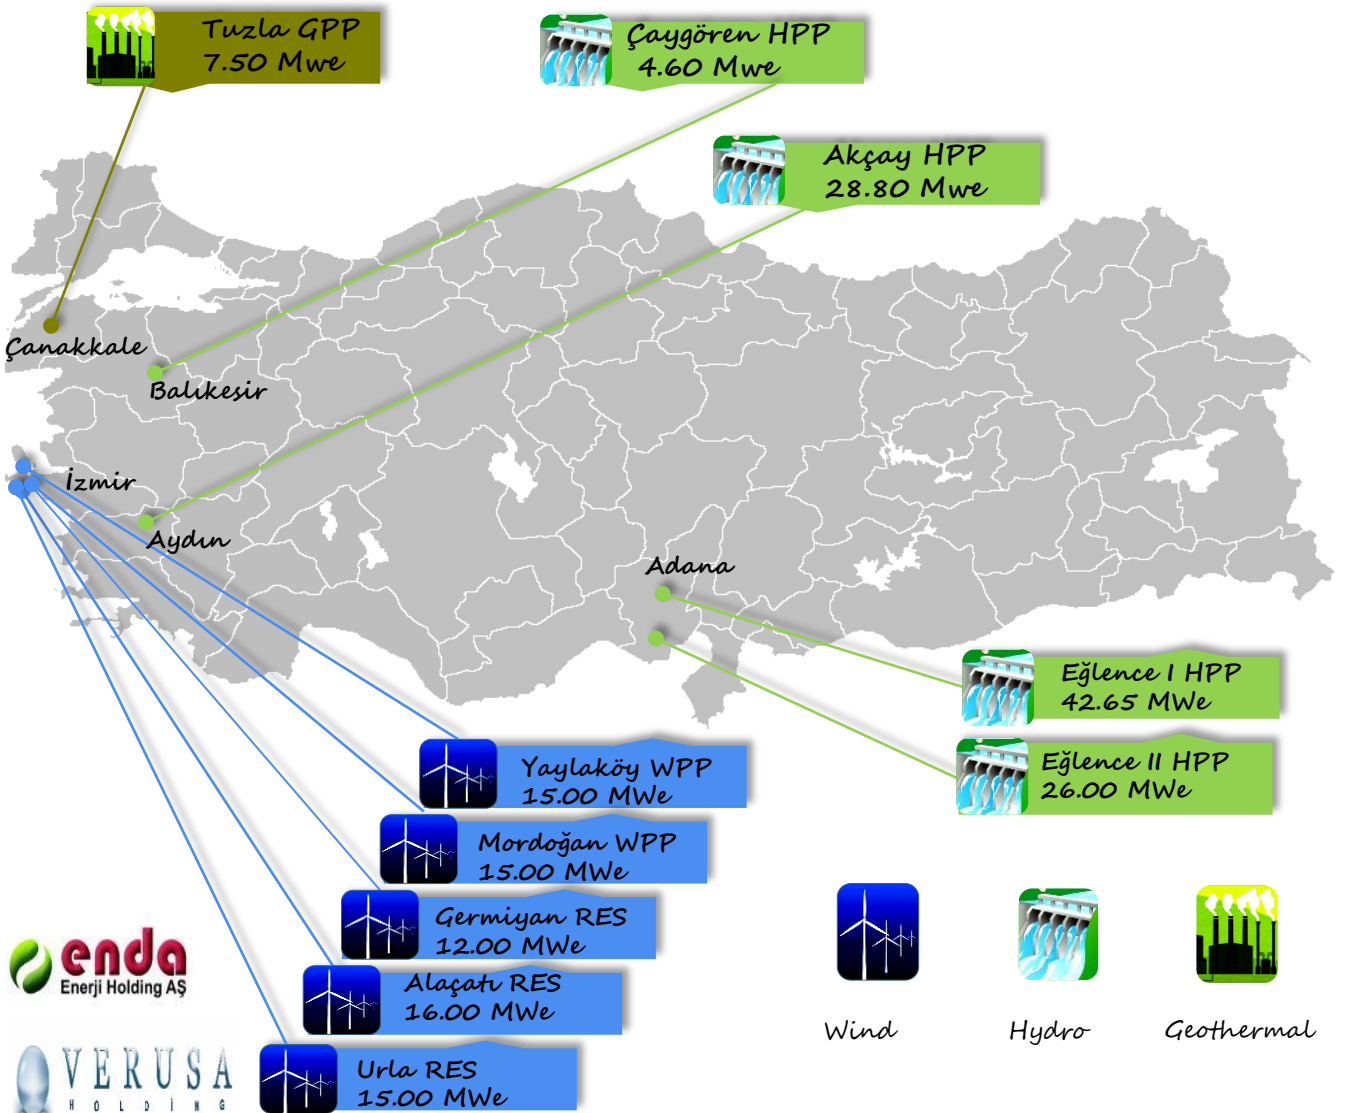 Tuzla GPP
7.50 Mwe
Çaygören HPP
4.60 Mwe
Akçay HPP
28.80 Mwe
Çanakkale
Balıkesir
İzmir
Aydın
Adana
Eğlence I HPP
42.65 MWe
Eğlence II HPP
26.00 MWe
Yaylaköy WPP
15.00 MWe
Mordoğan WPP
15.00 MWe
Germiyan RES
12.00 MWe
Alaçatı RES
16.00 MWe
Urla RES
15.00 MWe
enda
Enerji Holding AŞ
VERUSA
HOLDİNG
Wind
Hydro
Geothermal